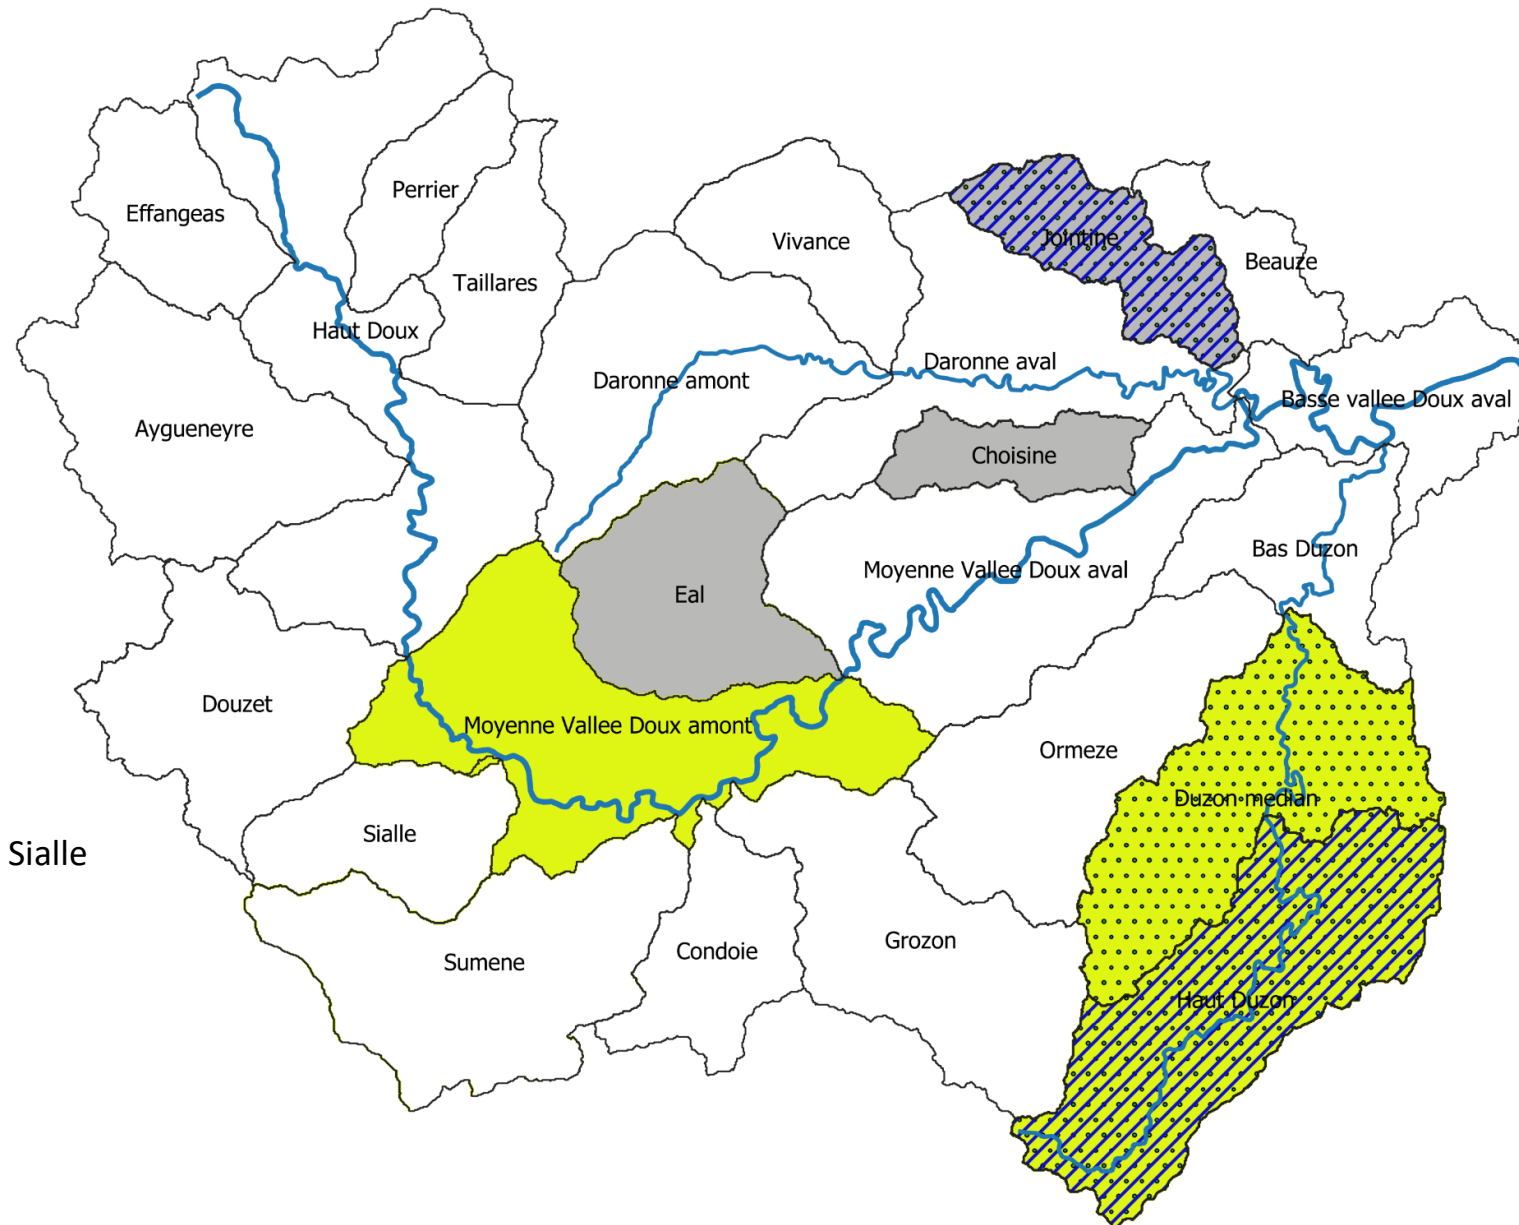 Perrier
Effangeas
Jointine
Vivance
Beauze
Taillares
Haut Doux
Daronne aval
Daronne amont
Basse vallee Doux aval
Aygueneyre
Choisine
Bas Duzon
Moyenne Vallee Doux aval
Eal
Douzet
Moyenne Vallee Doux amont
Ormeze
Duzon median
Sialle
Sialle
Grozon
Condoie
Sumene
Haut Duzon